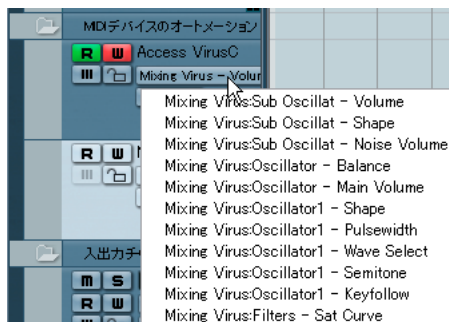 MIDIデバイスのオートメーション
R W Access VirusC
Mixing Virus - Volur
Mixing Virus:Sub Oscillat - Volume
Mixing Virus:Sub Oscillat - Shape
Mixing Virus:Sub Oscillat - Noise Volume
R W
Mixing Virus:Oscillator - Balance
Mixing Virus:Oscillator - Main Volume
Mixing Virus:Oscillator1 - Shape
Mixing Virus:Oscillator1 - Pulsewidth
入出力チ
Mixing Virus:Oscillator1 - Wave Select
m S
Mixing Virus:Oscillator1 - Semitone
R W
Mixing Virus:Oscillator1 - Keyfollow
Mixing Virus:Filters - Sat Curve